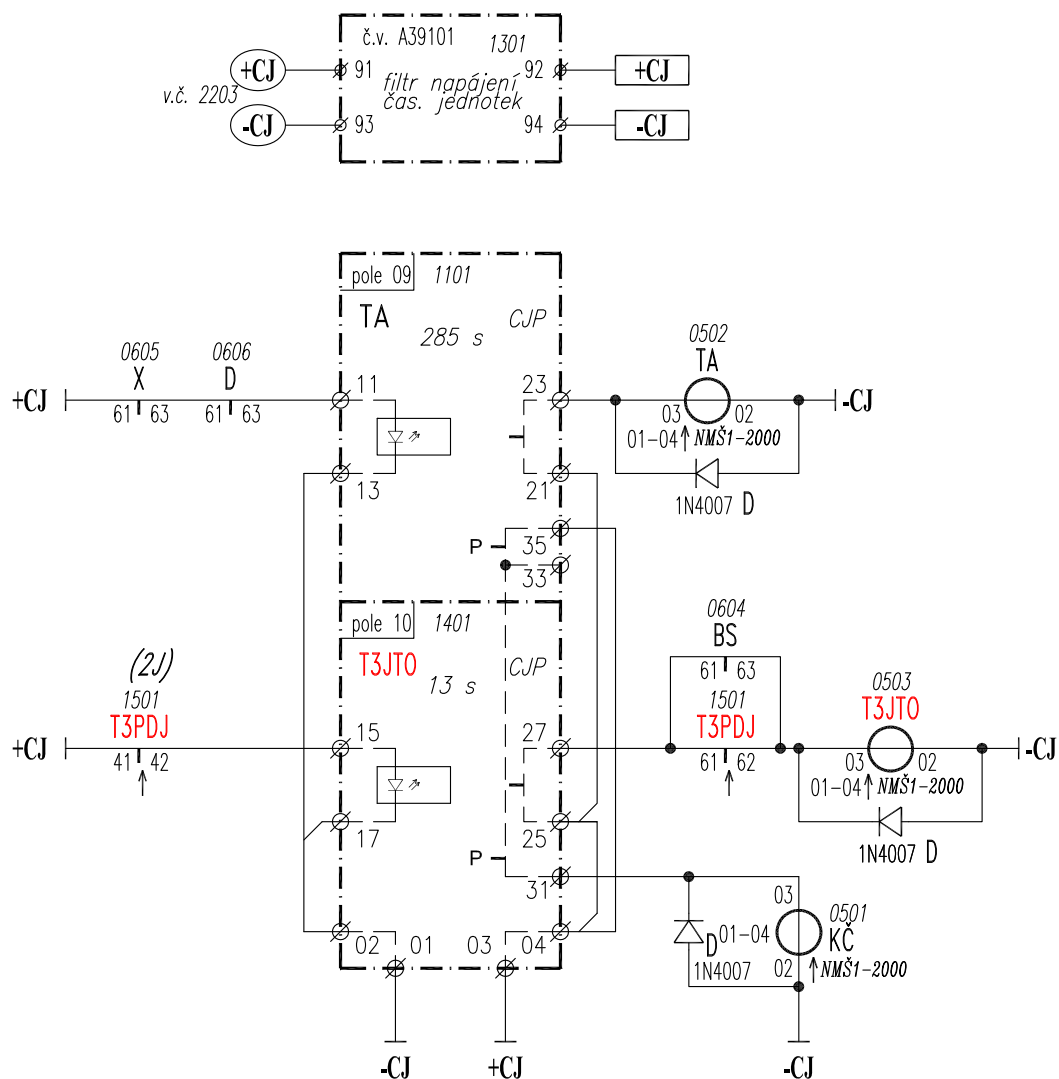 č.v. A39101
1301
+CJ
91
filtr napájení
čas. jednotek
92
+CJ
v.č. 2203
-CJ
93
94
-CJ
pole 09
1101
TA
285 s
CJP
0605
X
61
63
0606
D
61
63
+CJ
11
13
23
21
35
33
P
0502
TA
03
02
01-04
NMŠ1-2000
-CJ
1N4007 D
pole 10
1401
T3JTO
13 s
CJP
(2J)
1501
T3PDJ
41
42
+CJ
15
17
27
25
31
P
0604
BS
61
63
1501
T3PDJ
61
62
0503
T3JTO
03
02
01-04
NMŠ1-2000
-CJ
1N4007 D
02
01
03
04
03
0501
KČ
02
NMŠ1-2000
D
01-04
1N4007
-CJ
+CJ
-CJ